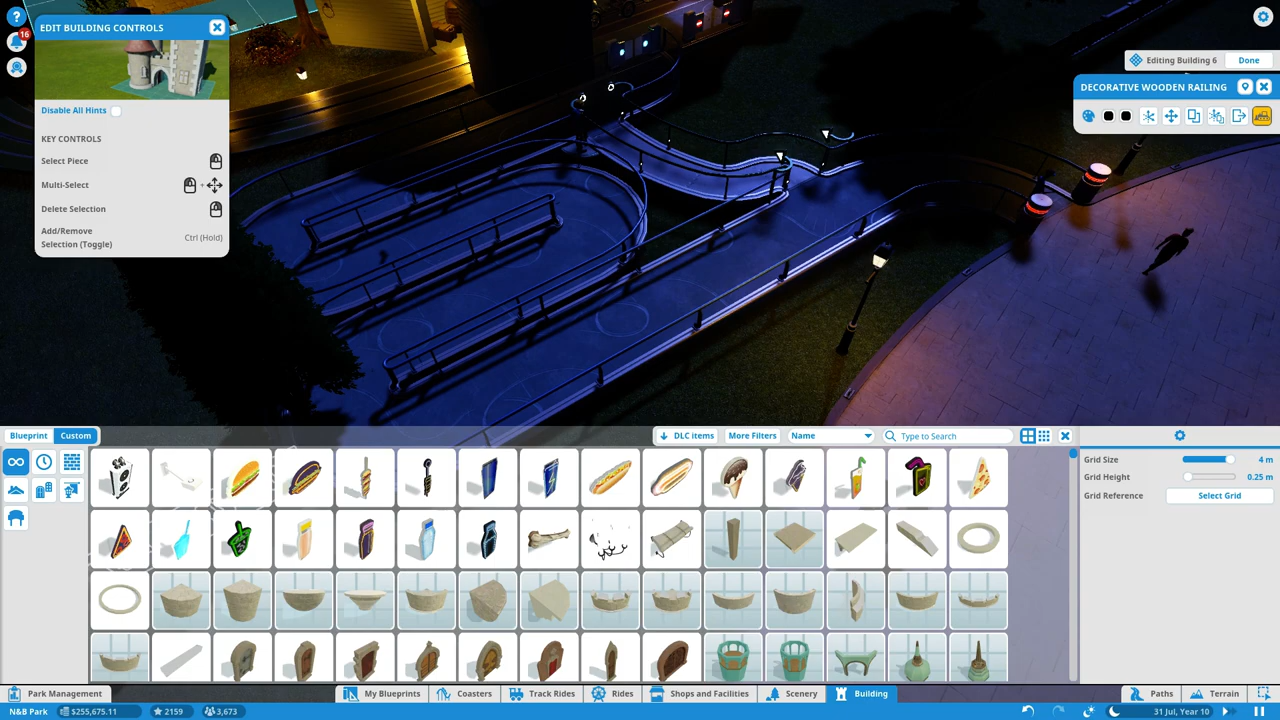 ?
EDIT BUILDING CONTROLS
16
Disable All Hints
KEY CONTROLS
Select Piece
Multi-Select
+
Delete Selection
Add/Remove
Selection (Toggle)
Ctrl (Hold)
Editing Building 6
Done
DECORATIVE WOODEN RAILING
Blueprint
Custom
DLC items
More Filters
Name
Type to Search
Grid Size
4 m
Grid Height
0.25 m
Grid Reference
Select Grid
Park Management
My Blueprints
Coasters
Track Rides
Rides
Shops and Facilities
Scenery
Building
Paths
Terrain
N&B Park
$255,675.11
2159
3,673
31 Jul, Year 10